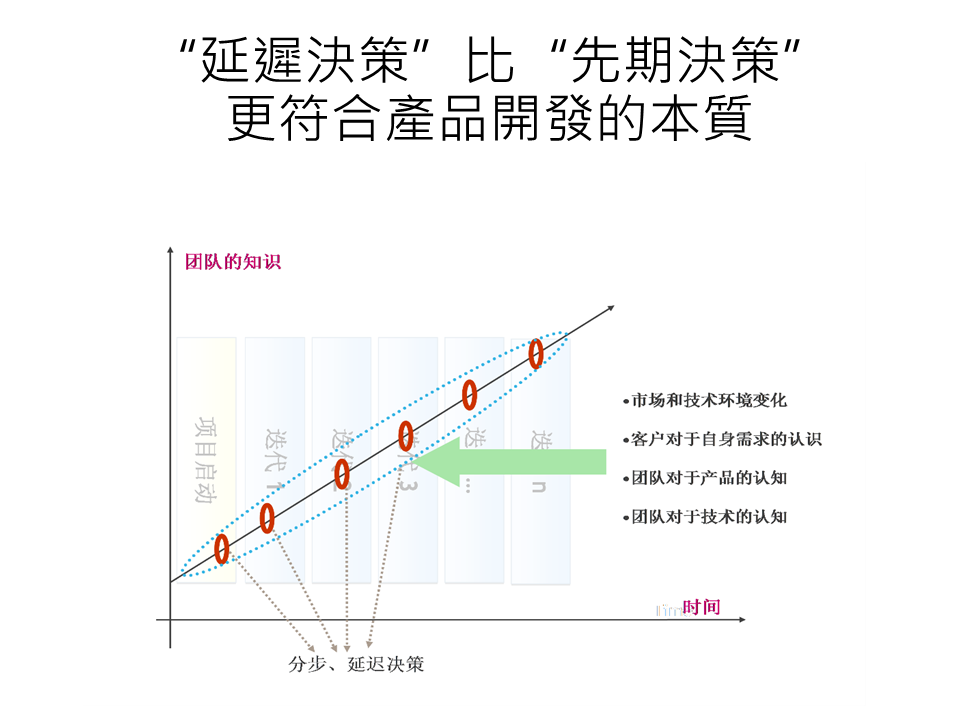 “延遲決策”比“先期決策”
更符合產品開發的本質
团队的知识
项目启动
迭代 1
迭代 2
迭代 3
迭...
迭 n
•市场和技术环境变化
•客户对于自身需求的认识
•团队对于产品的认知
•团队对于技术的认知
时间
分步、延迟决策